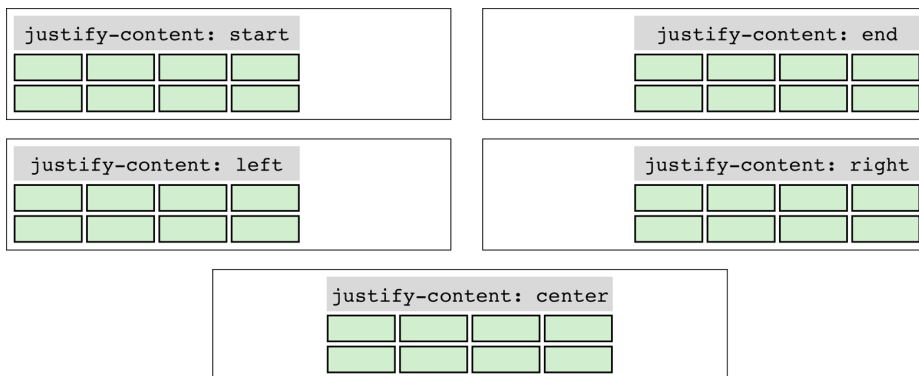 justify-content: start
justify-content: end
justify-content: left
justify-content: right
justify-content: center